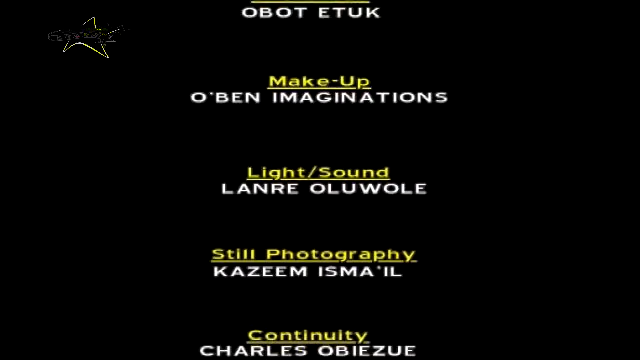 OBOT ETUK
Make-Up
O'BEN IMAGINATIONS
Light/Sound
LANRE OLUWOLE
Still Photography
KAZEEM ISMA'IL
Continuity
CHARLES OBIEZUE